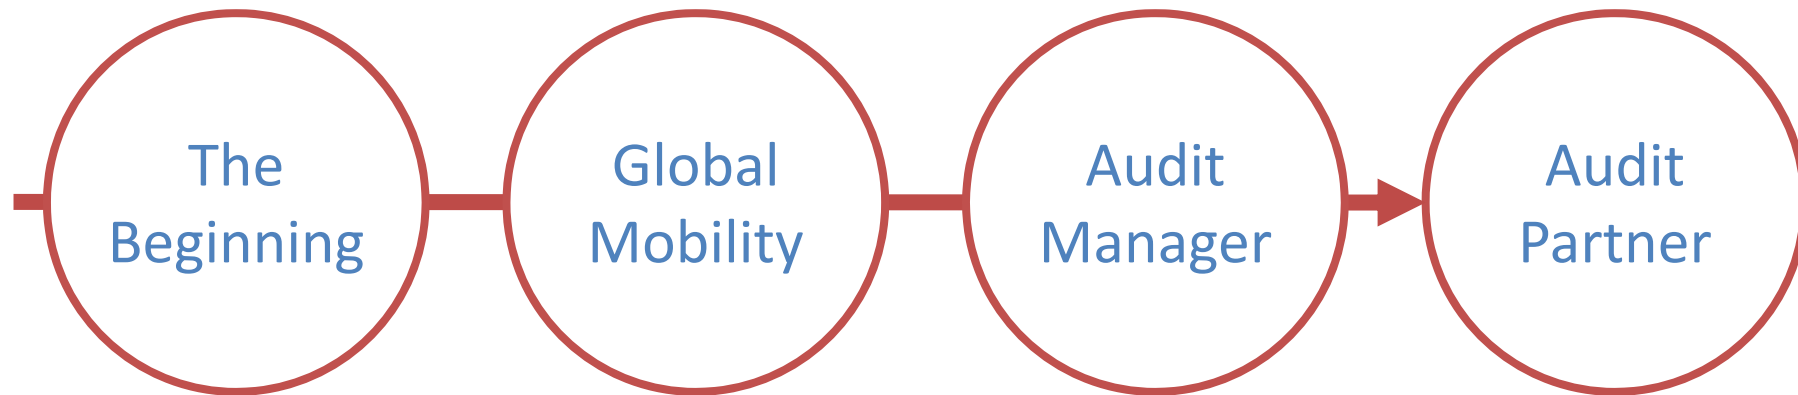 The
Beginning
Global
Mobility
Audit
Manager
Audit
Partner